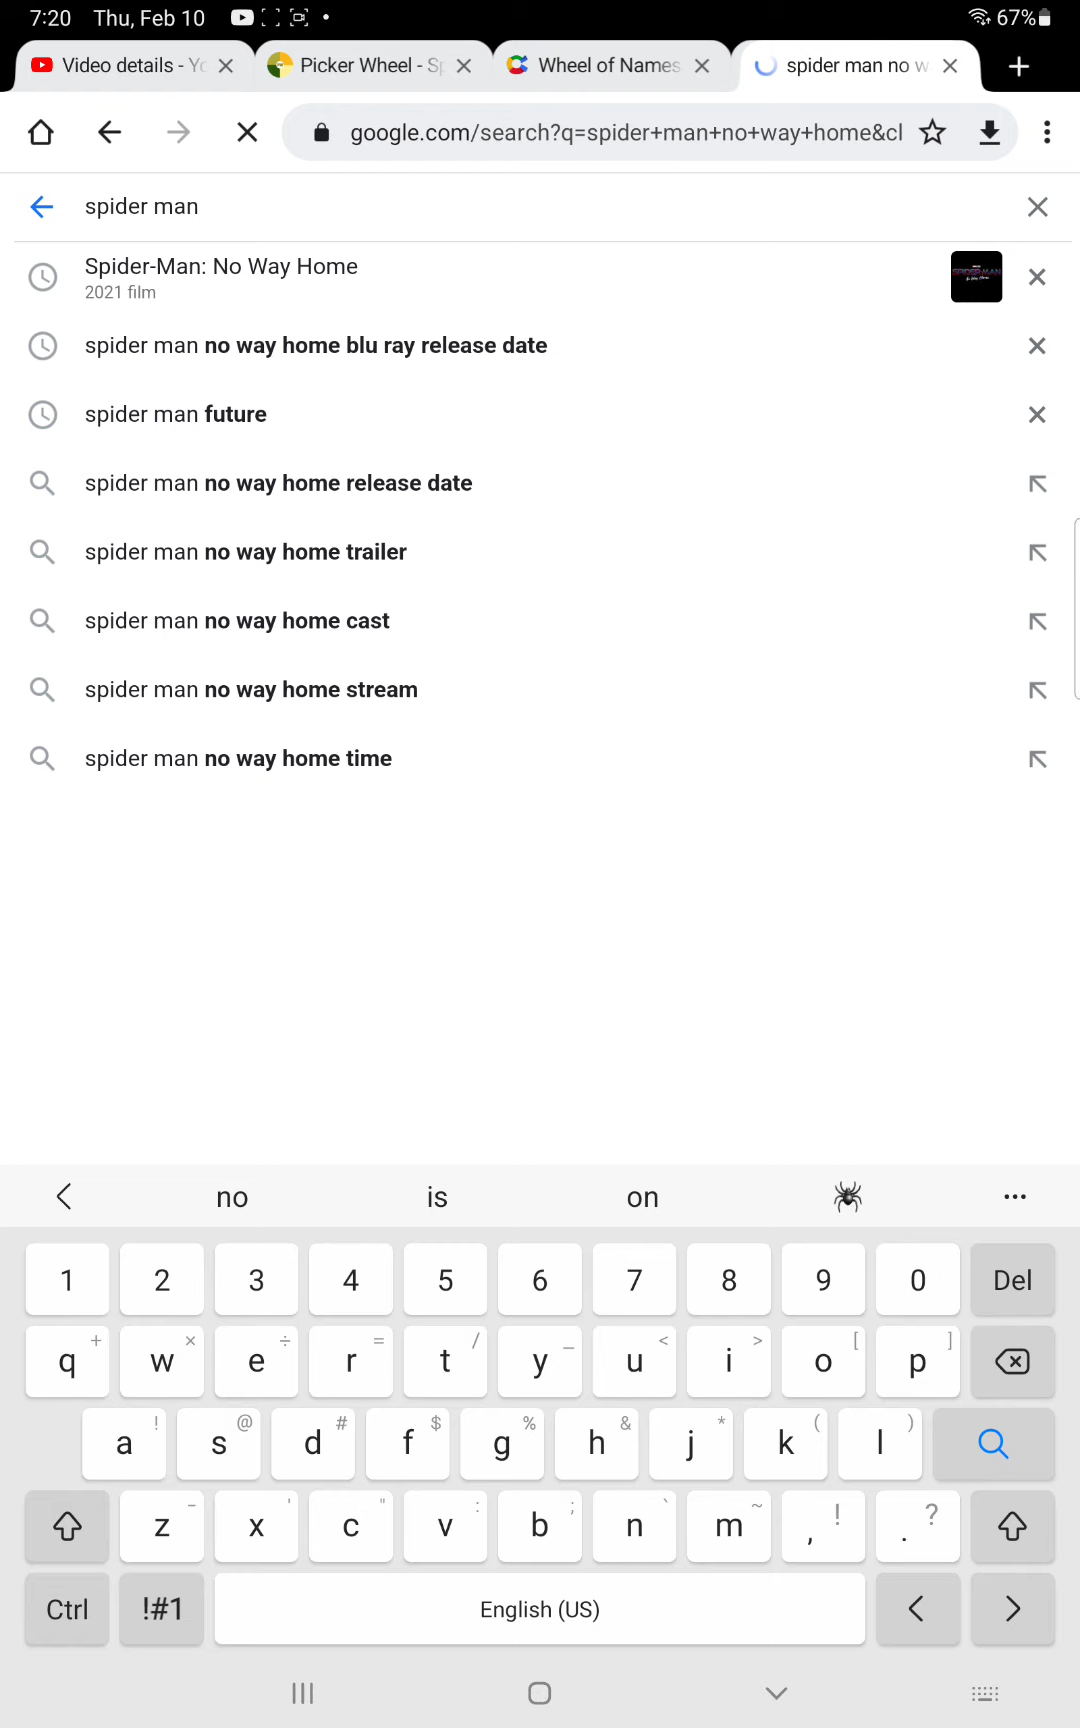 7:20 Thu, Feb 10 67%
Video details - Yo Picker Wheel - Sp Wheel of Names spider man no w
google.com/search?q=spider+man+no+way+home&cl
spider man
Spider-Man: No Way Home
2021 film
spider man no way home blu ray release date
spider man future
spider man no way home release date
spider man no way home trailer
spider man no way home cast
spider man no way home stream
spider man no way home time
no is on
1 2 3 4 5 6 7 8 9 0 Del
q + w × e ÷ r = t / y _ u < i > o [ p ]
a ! s @ d # f $ g % h & j * k ( l )
z - x ' c " v : b ; n ` m ~ , ! . ?
Ctrl !#1 English (US) < >